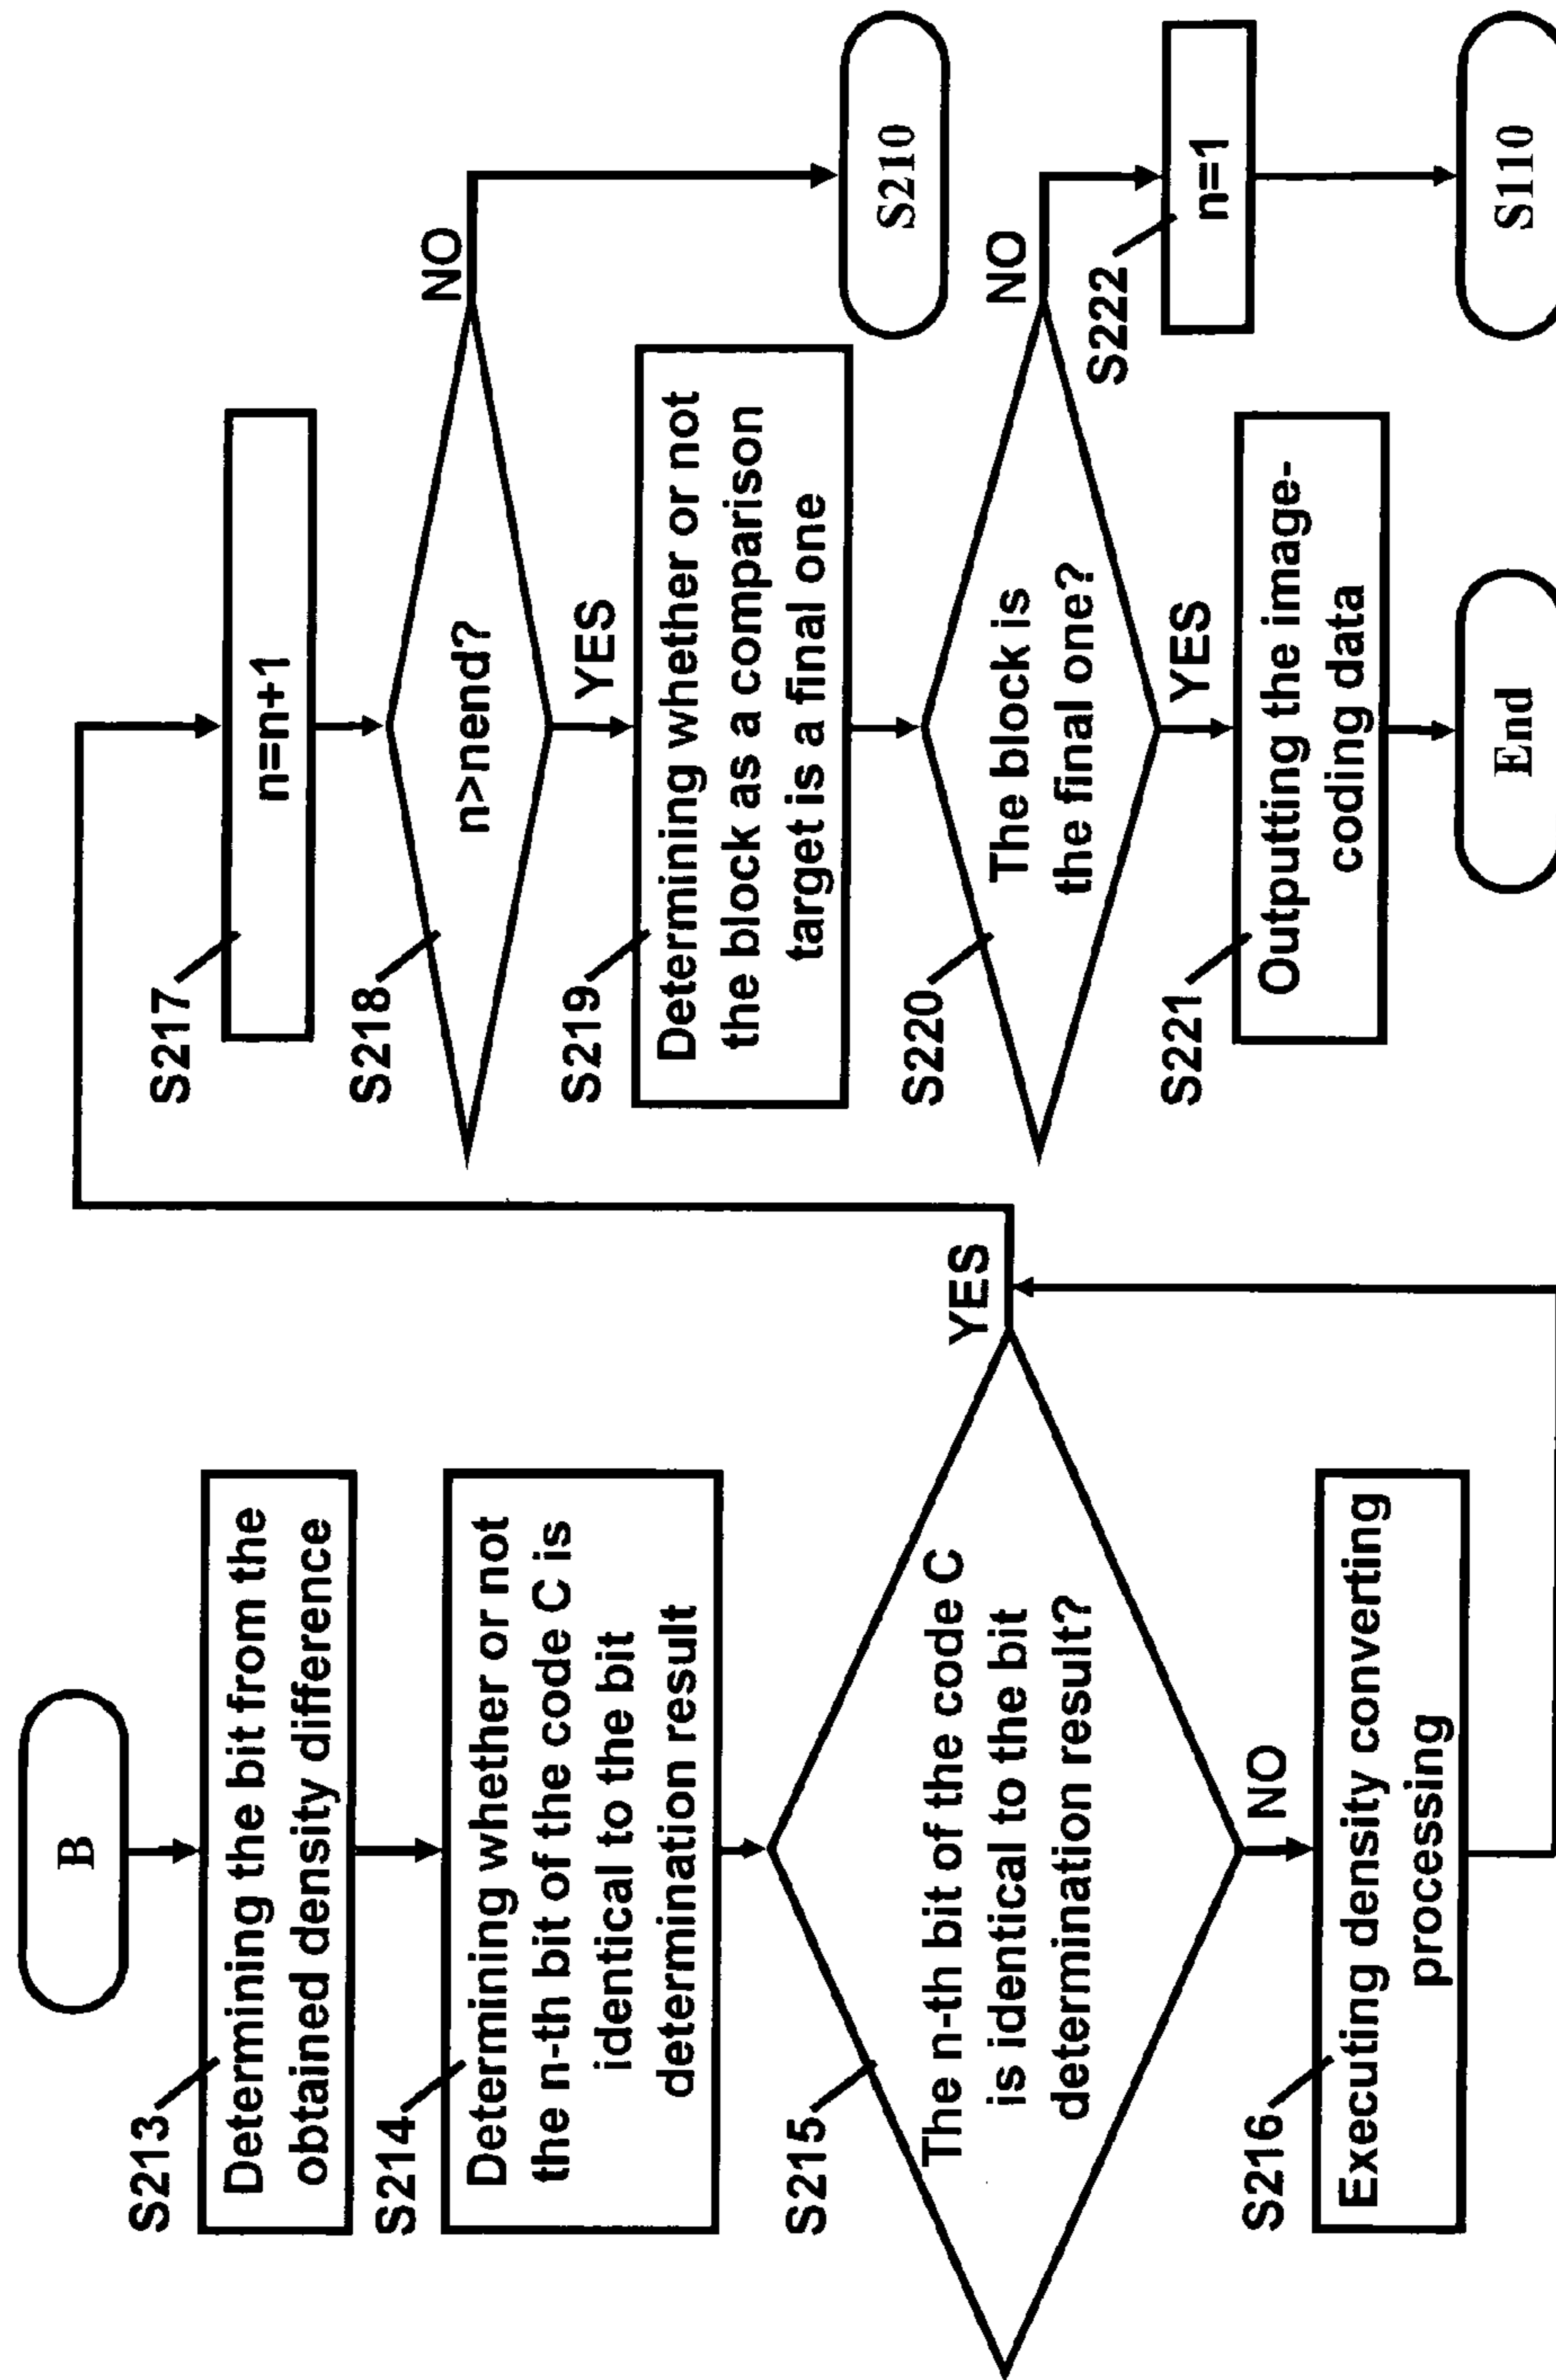 B
S213
Determining the bit from the
obtained density difference
S214
Determining whether or not
the n-th bit of the code C is
identical to the bit
determination result
S215
The n-th bit of the code C
is identical to the bit
determination result?
YES
NO
S216
Executing density converting
processing
S217
n=n+1
S218
n>nend?
NO
YES
S210
S219
Determining whether or not
the block as a comparison
target is a final one
S220
The block is
the final one?
NO
YES
S222
n=1
S221
Outputting the image-
coding data
End
S110